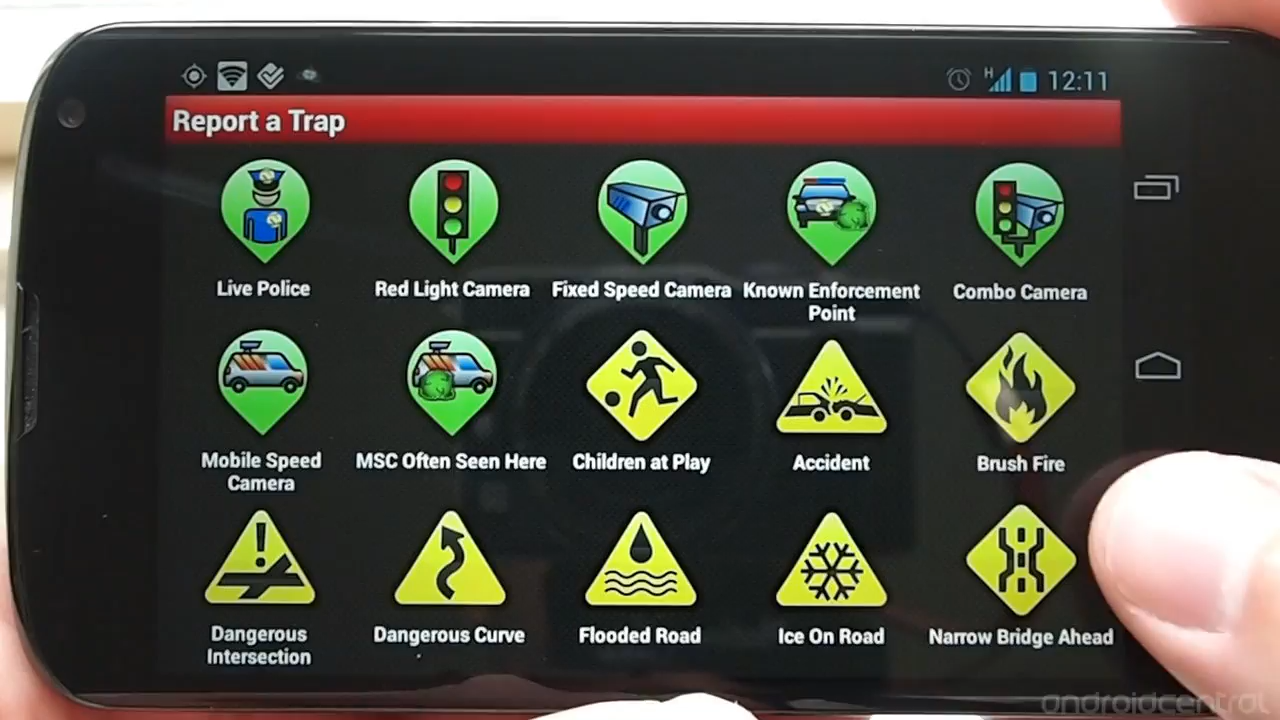 H
12:11
Report a Trap
Live Police
Red Light Camera
Fixed Speed Camera
Known Enforcement
Point
Combo Camera
Mobile Speed
Camera
MSC Often Seen Here
Children at Play
Accident
Brush Fire
Dangerous
Intersection
Dangerous Curve
Flooded Road
Ice On Road
Narrow Bridge Ahead
androidcentral